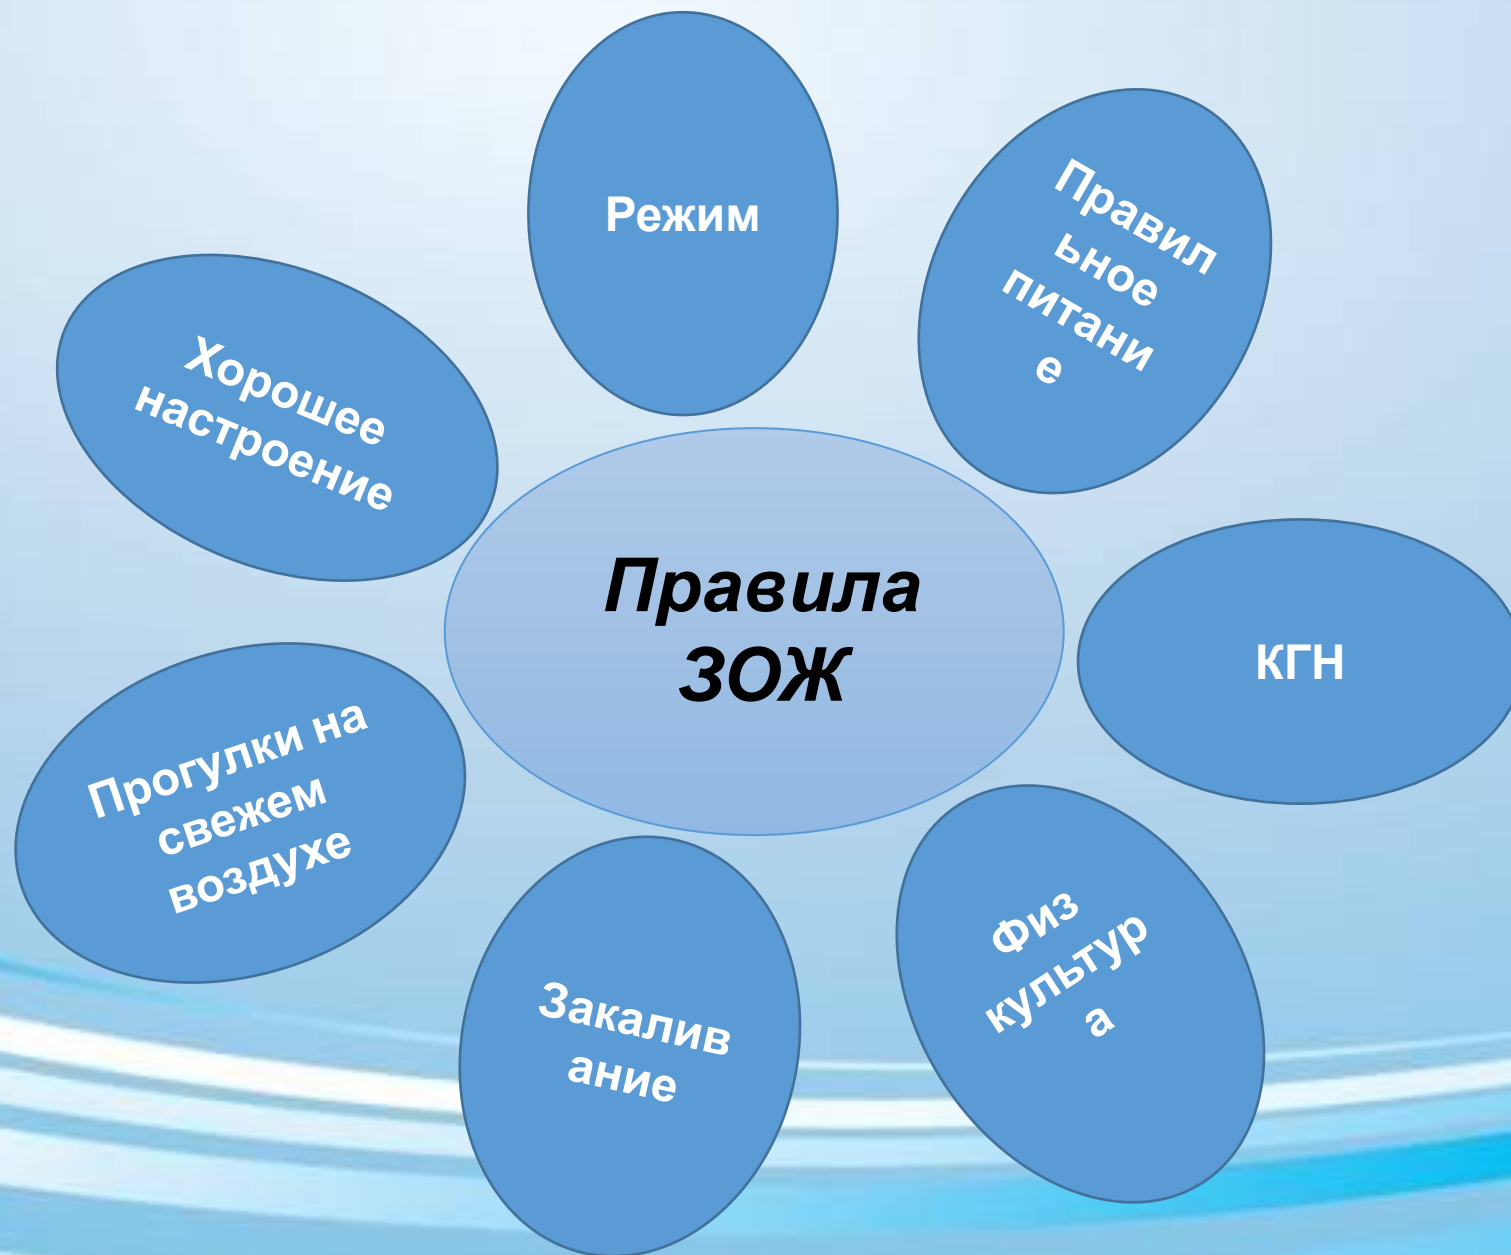 Режим
Правил
ьное
питани
е
Хорошее
настроение
Правила
ЗОЖ
КГН
Прогулки на
свежем
воздухе
Физ
культур
а
Закалив
ание